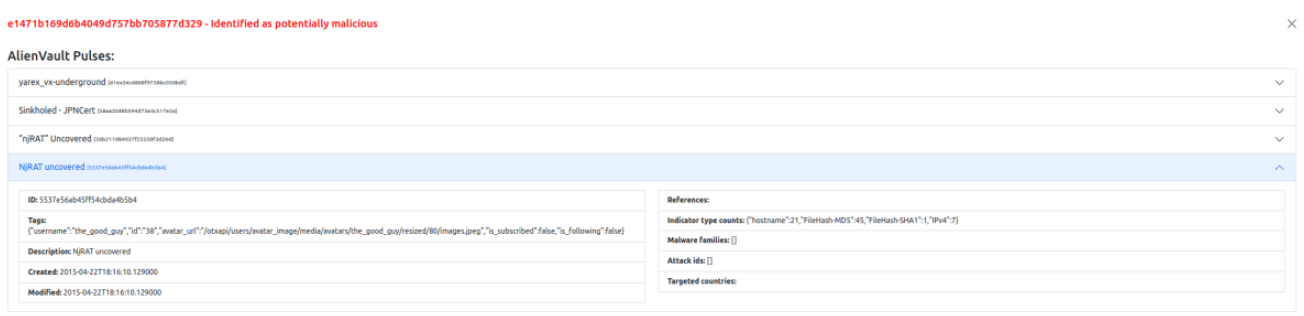 e1471b169d6b4049d757bb705877d329 - Identified as potentially malicious
AlienVault Pulses:
yarex_vx-underground
Sinkholed - JPNCert
"njRAT" Uncovered
NjRAT uncovered [5537e56ab45ff54cbda4b5b4]
ID: 5537e56ab45ff54cbda4b5b4
Tags:
{"username":"the_good_guy","id":"38","avatar_url":"/otxapi/users/avatar_image/media/avatars/the_good_guy/resized/80/images.jpeg","is_subscribed":false,"is_following":false}
Description: NjRAT uncovered
Created: 2015-04-22T18:16:10.129000
Modified: 2015-04-22T18:16:10.129000
References:
Indicator type counts: {"hostname":21,"FileHash-MD5":45,"FileHash-SHA1":1,"IPv4":7}
Malware families: []
Attack ids: []
Targeted countries: